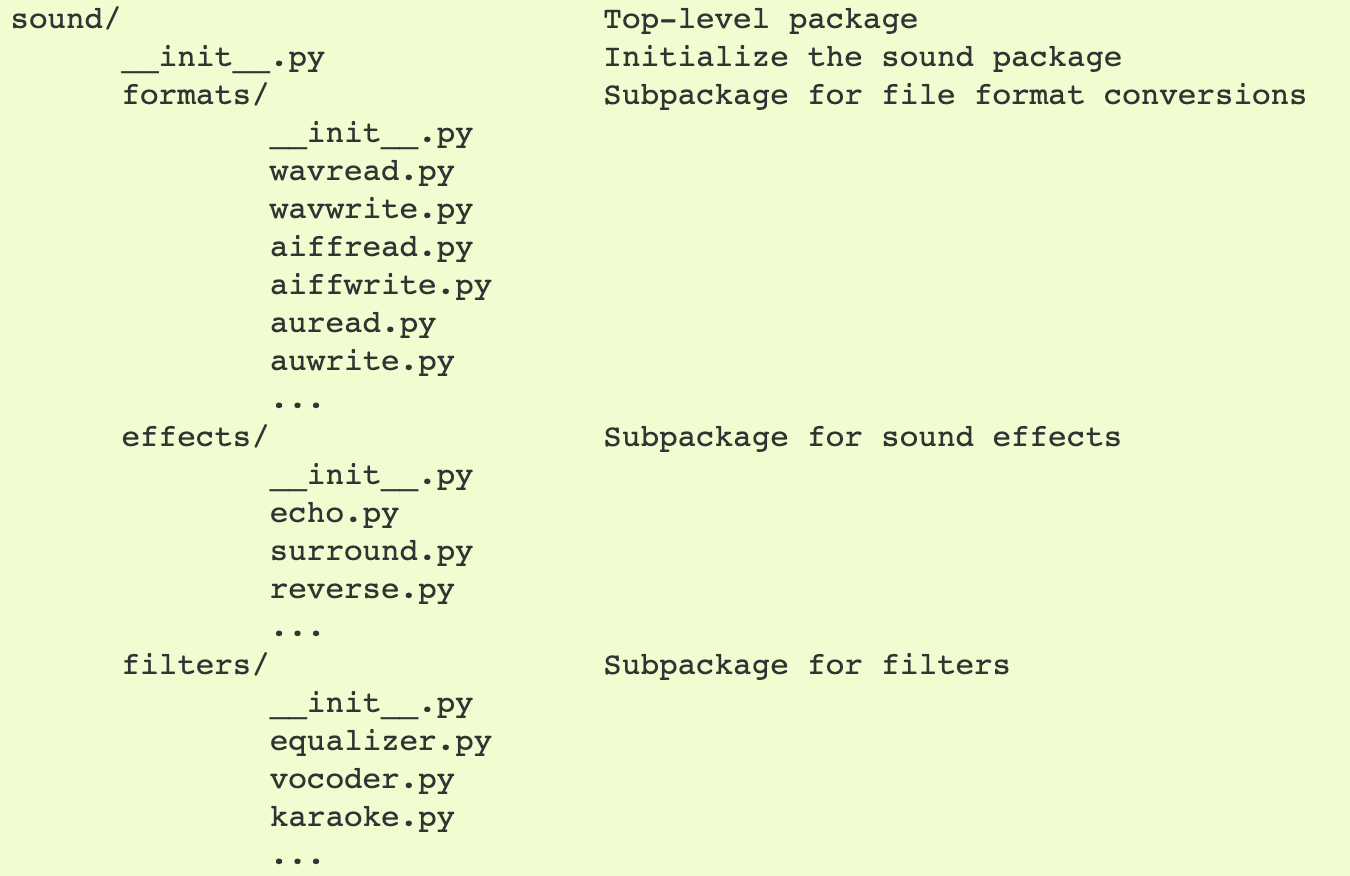 sound/                          Top-level package
      __init__.py               Initialize the sound package
      formats/                  Subpackage for file format conversions
              __init__.py
              wavread.py
              wavwrite.py
              aiffread.py
              aiffwrite.py
              auread.py
              auwrite.py
              ...
      effects/                  Subpackage for sound effects
              __init__.py
              echo.py
              surround.py
              reverse.py
              ...
      filters/                  Subpackage for filters
              __init__.py
              equalizer.py
              vocoder.py
              karaoke.py
              ...